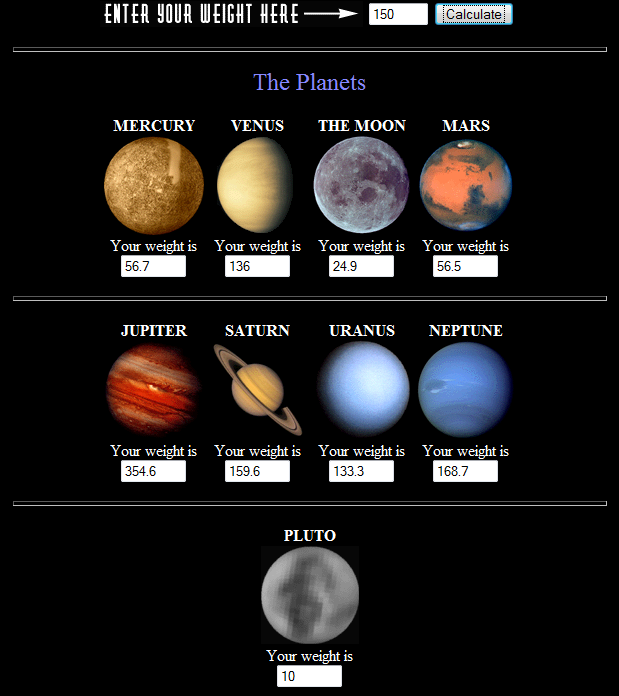 ENTER YOUR WEIGHT HERE 150 Calculate
The Planets
MERCURY VENUS THE MOON MARS
Your weight is Your weight is Your weight is Your weight is
56.7 136 24.9 56.5
JUPITER SATURN URANUS NEPTUNE
Your weight is Your weight is Your weight is Your weight is
354.6 159.6 133.3 168.7
PLUTO
Your weight is
10